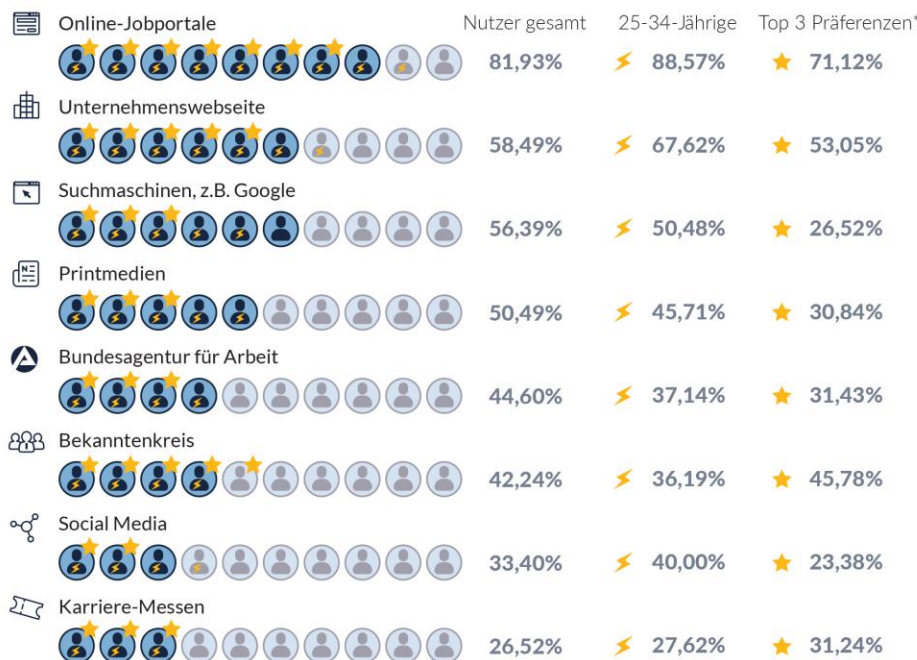 Online-Jobportale Nutzer gesamt 25-34-Jährige Top 3 Präferenzen*
81,93% 88,57% 71,12%
Unternehmenswebseite
58,49% 67,62% 53,05%
Suchmaschinen, z.B. Google
56,39% 50,48% 26,52%
Printmedien
50,49% 45,71% 30,84%
Bundesagentur für Arbeit
44,60% 37,14% 31,43%
Bekanntenkreis
42,24% 36,19% 45,78%
Social Media
33,40% 40,00% 23,38%
Karriere-Messen
26,52% 27,62% 31,24%